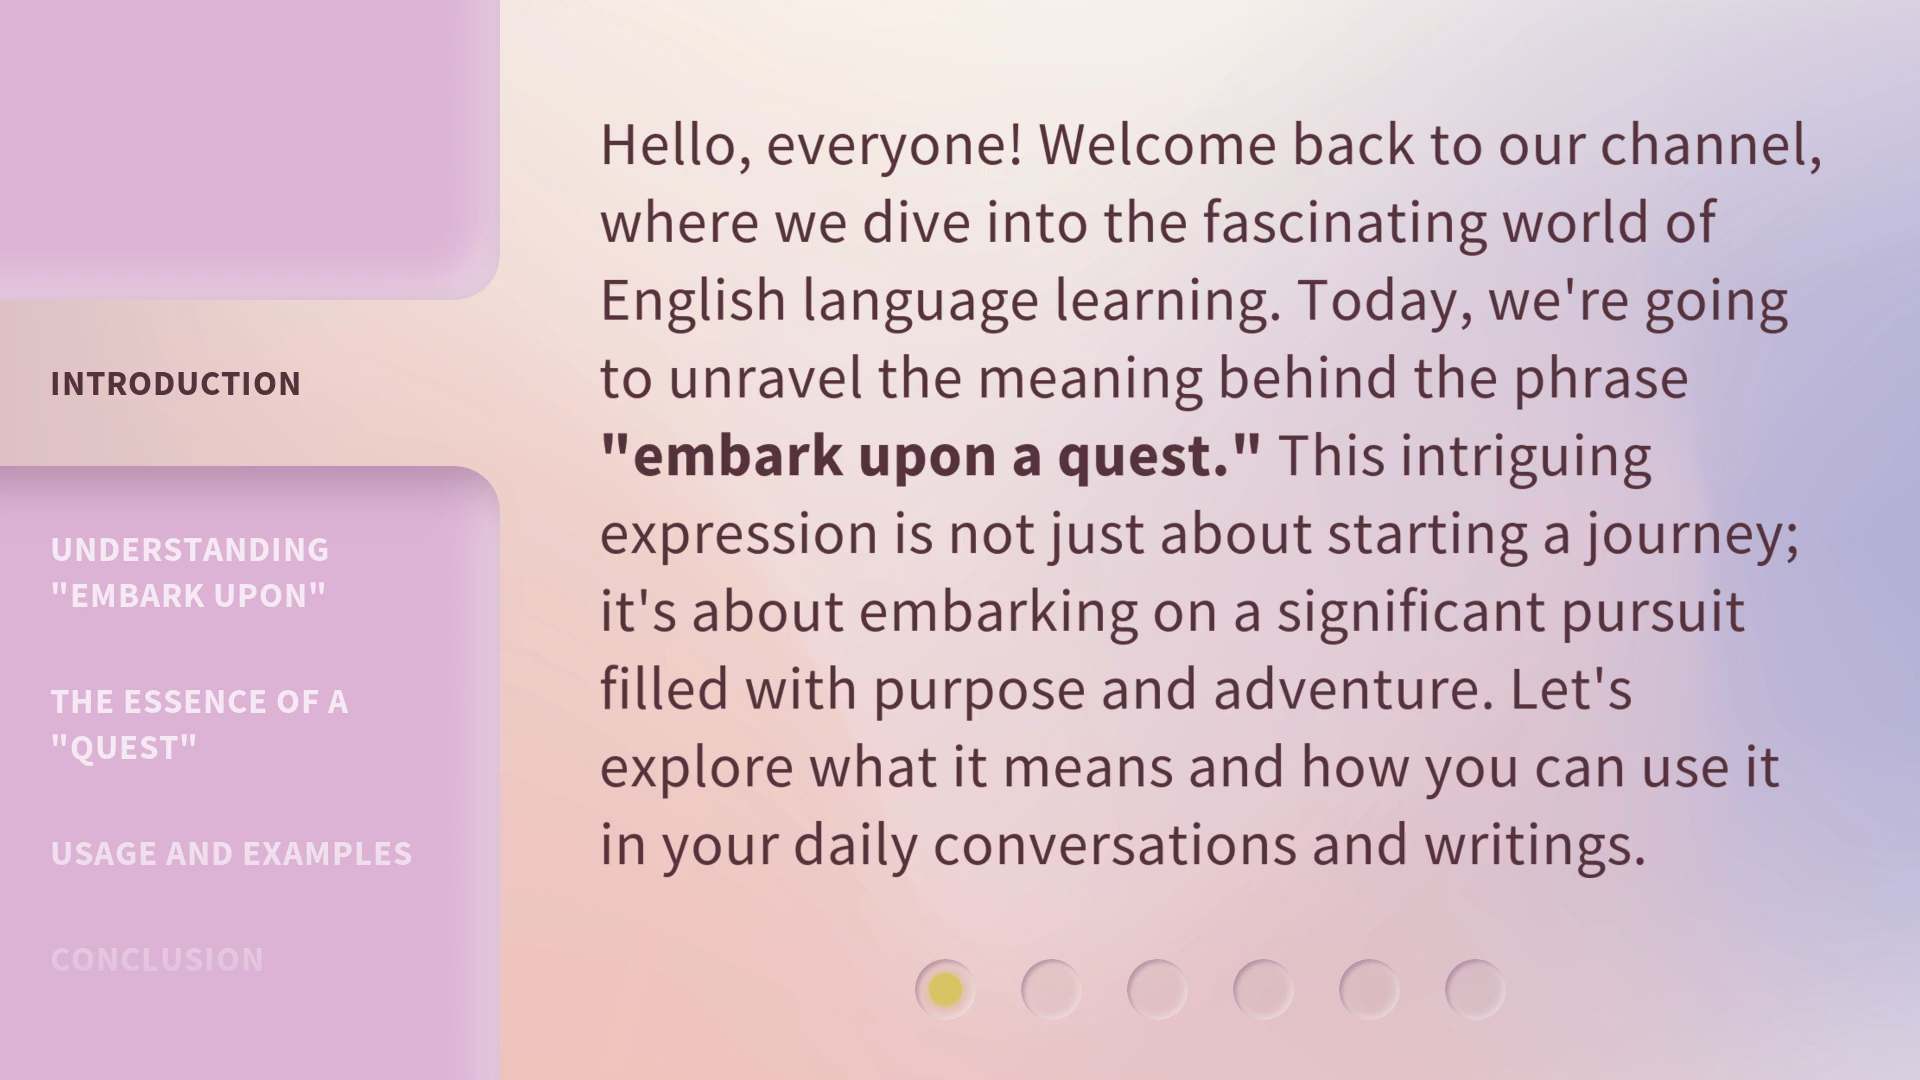 INTRODUCTION
UNDERSTANDING
"EMBARK UPON"
THE ESSENCE OF A
"QUEST"
USAGE AND EXAMPLES
CONCLUSION
Hello, everyone! Welcome back to our channel,
where we dive into the fascinating world of
English language learning. Today, we're going
to unravel the meaning behind the phrase
"embark upon a quest." This intriguing
expression is not just about starting a journey;
it's about embarking on a significant pursuit
filled with purpose and adventure. Let's
explore what it means and how you can use it
in your daily conversations and writings.